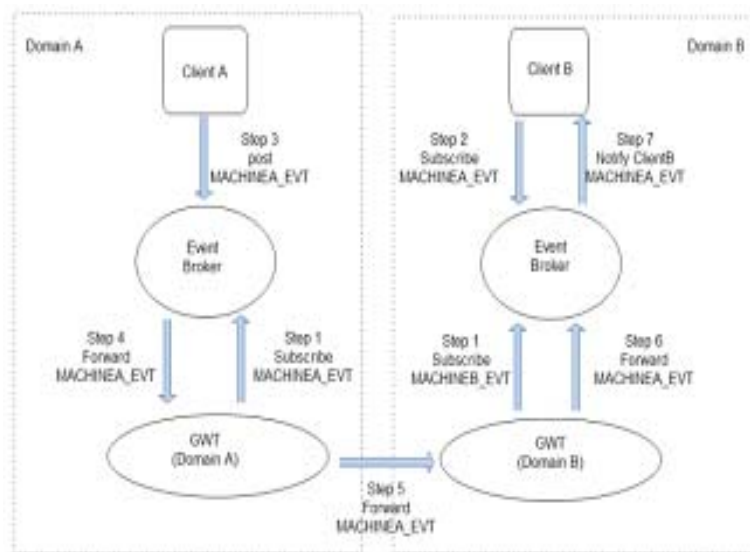 Domain A
Client A
Step 3
post
MACHINEA_EVT
Event
Broker
Step 4
Forward
MACHINEA_EVT
Step 1
Subscribe
MACHINEA_EVT
GWT
(Domain A)
Step 5
Forward
MACHINEA_EVT
Domain B
Client B
Step 2
Subscribe
MACHINEA_EVT
Step 7
Notify ClientB
MACHINEA_EVT
Event
Broker
Step 1
Subscribe
MACHINEB_EVT
Step 6
Forward
MACHINEA_EVT
GWT
(Domain B)